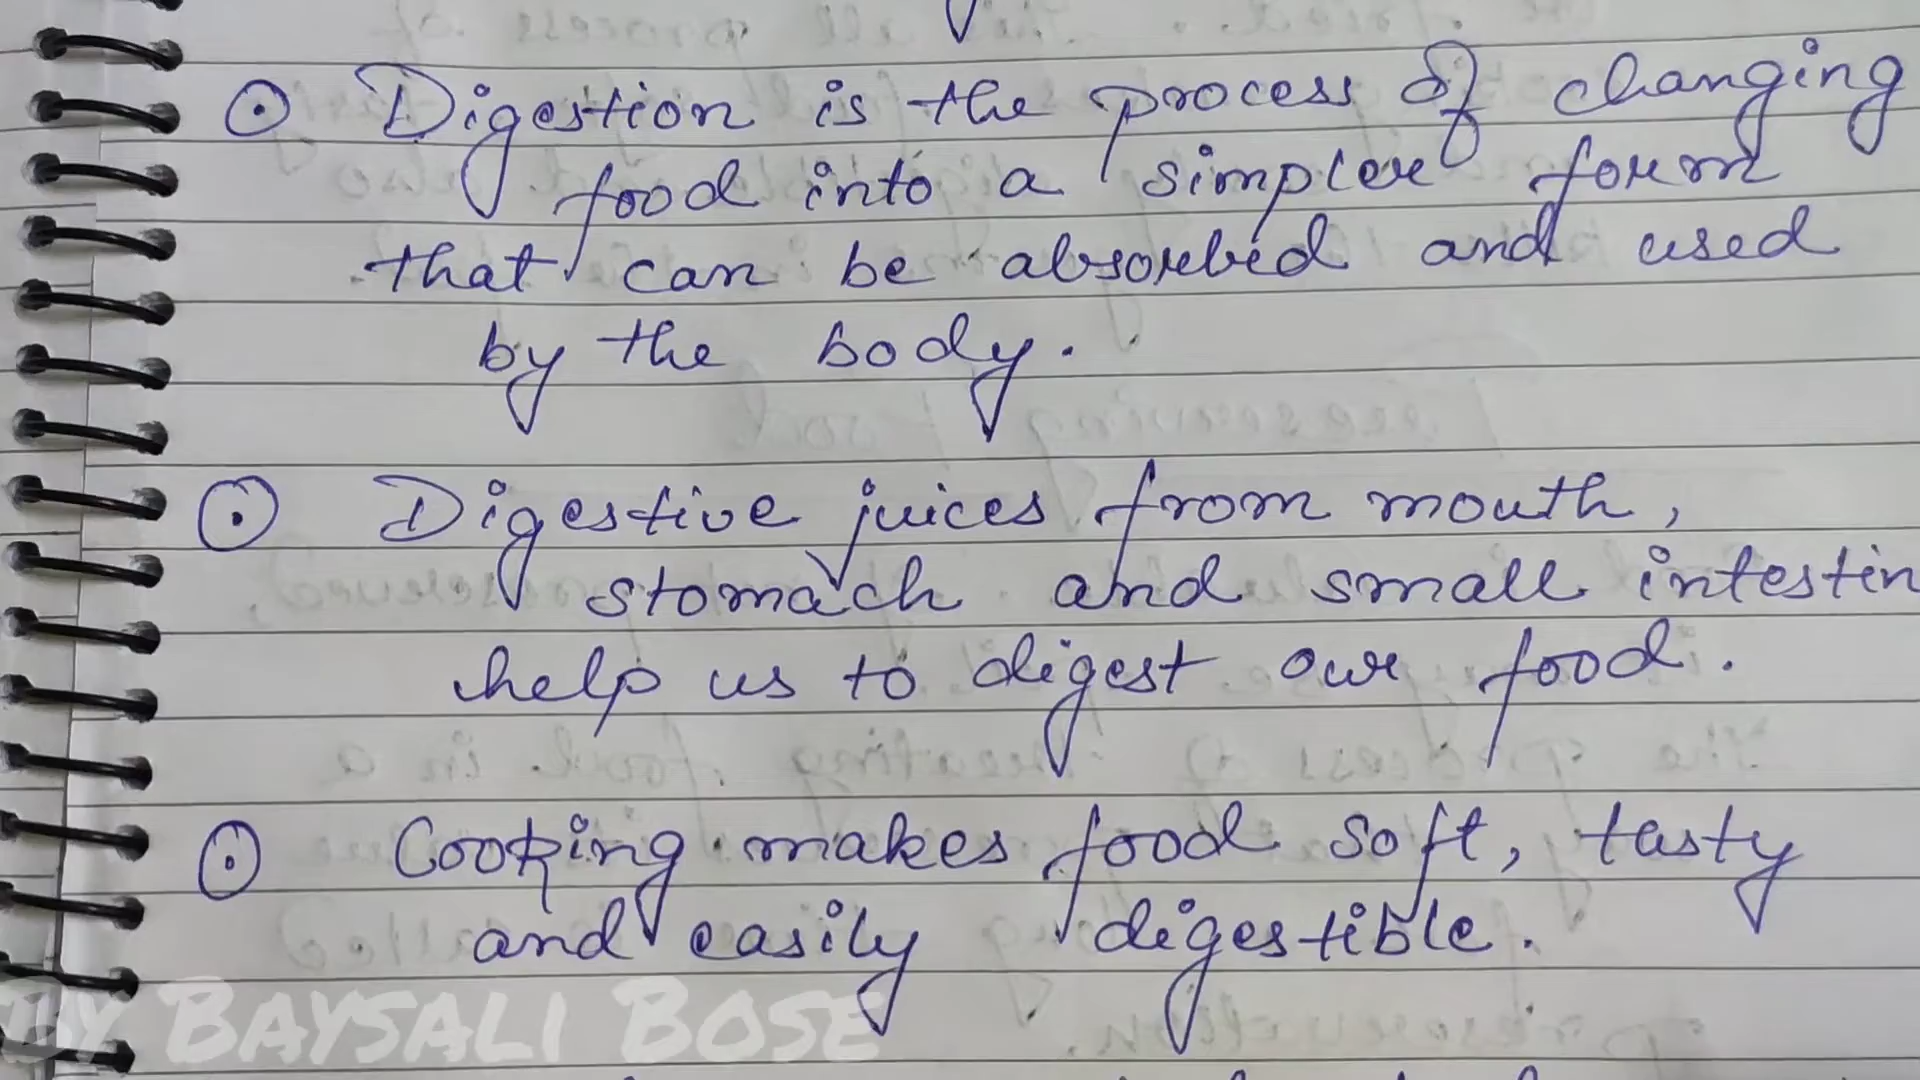 ⊙ Digestion is the process of changing
food into a simpler form
that can be absorbed and used
by the body.
⊙ Digestive juices from mouth,
stomach and small intestin
help us to digest our food.
⊙ Cooking makes food soft, tasty
and easily digestible.
BY BAYSALI BOSE